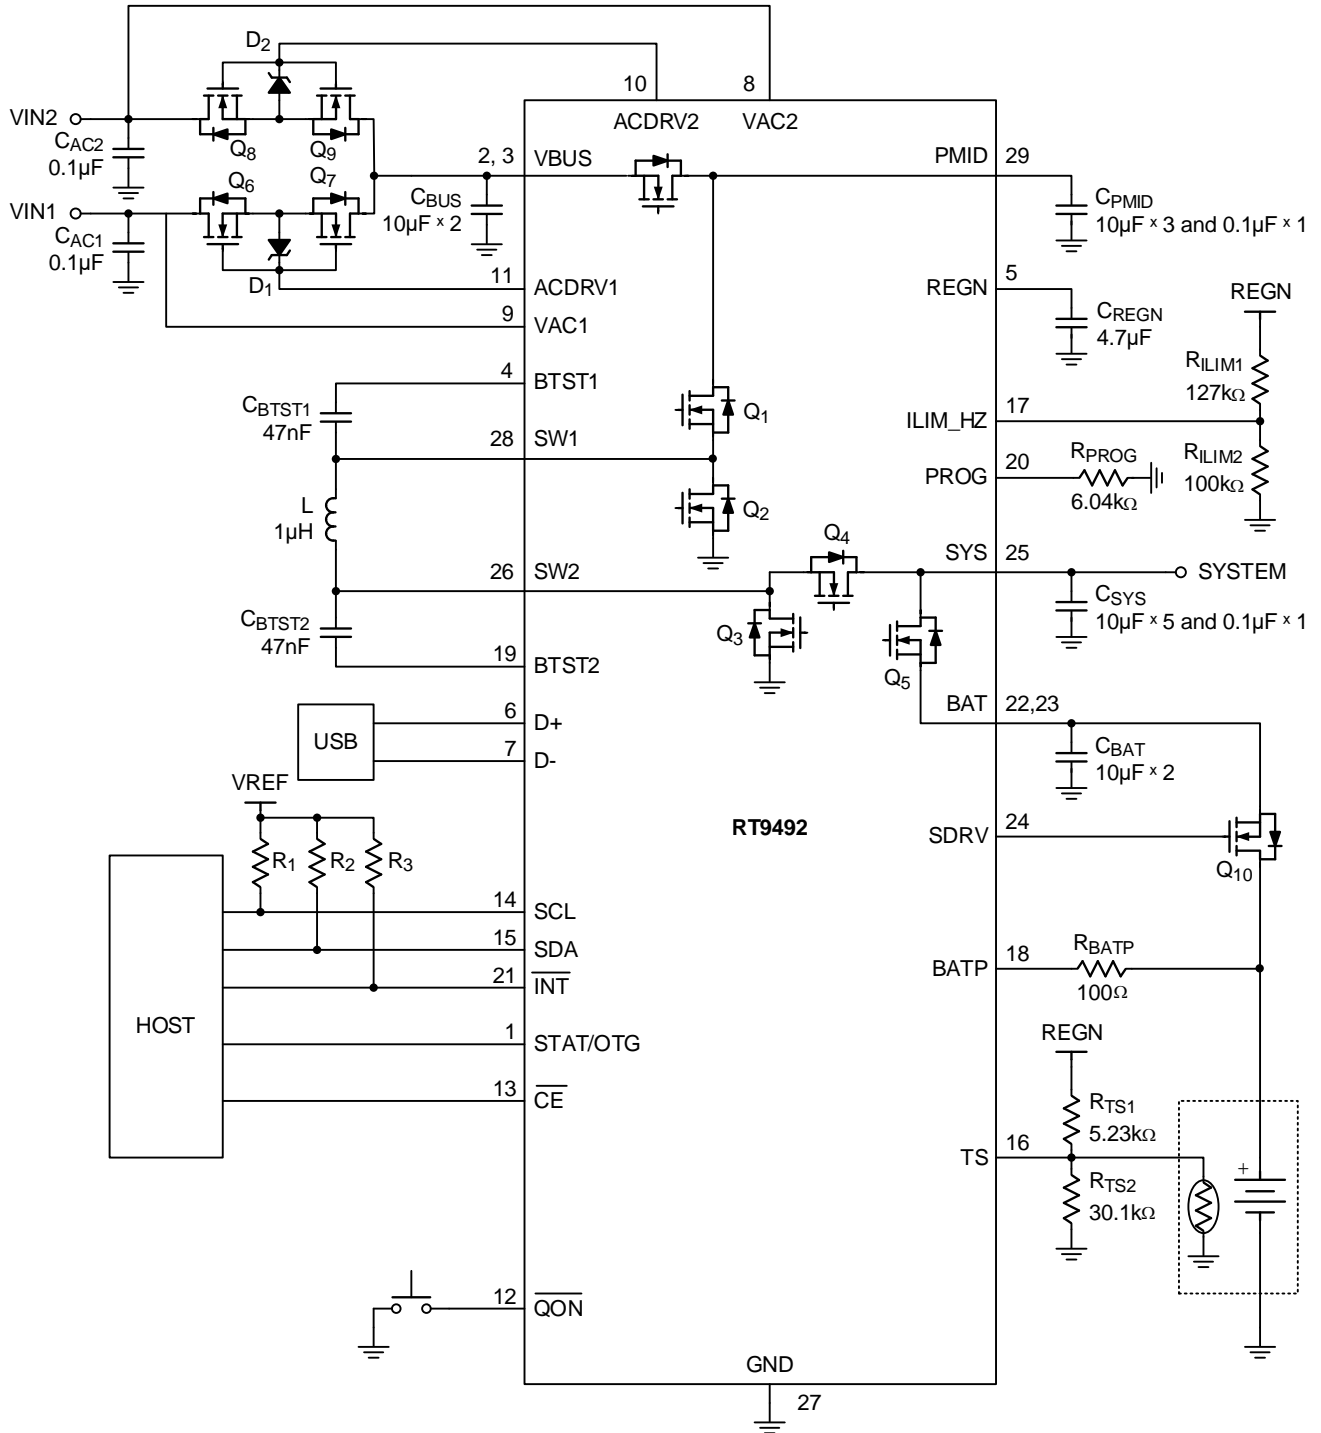 D2
10
8
VIN2
ACDRV2
VAC2
CAC2
0.1µF
Q8
Q9
2, 3
VBUS
PMID
29
Q6
Q7
VIN1
CBUS
10µF x 2
CPMID
10µF x 3 and 0.1µF x 1
CAC1
0.1µF
D1
11
ACDRV1
REGN
5
REGN
9
VAC1
CREGN
4.7µF
4
BTST1
RILIM1
127kΩ
CBTST1
47nF
Q1
ILIM_HZ
17
28
SW1
RPROG
6.04kΩ
PROG
20
RILIM2
100kΩ
L
1µH
Q2
Q4
SYS
25
SYSTEM
26
SW2
CSYS
10µF x 5 and 0.1µF x 1
CBTST2
47nF
Q3
Q5
19
BTST2
BAT
22,23
6
D+
USB
7
D-
CBAT
10µF x 2
VREF
RT9492
SDRV
24
Q10
R1
R2
R3
14
SCL
15
SDA
BATP
18
RBATP
100Ω
21
INT
HOST
1
STAT/OTG
REGN
13
CE
RTS1
5.23kΩ
TS
16
+
RTS2
30.1kΩ
12
QON
GND
27